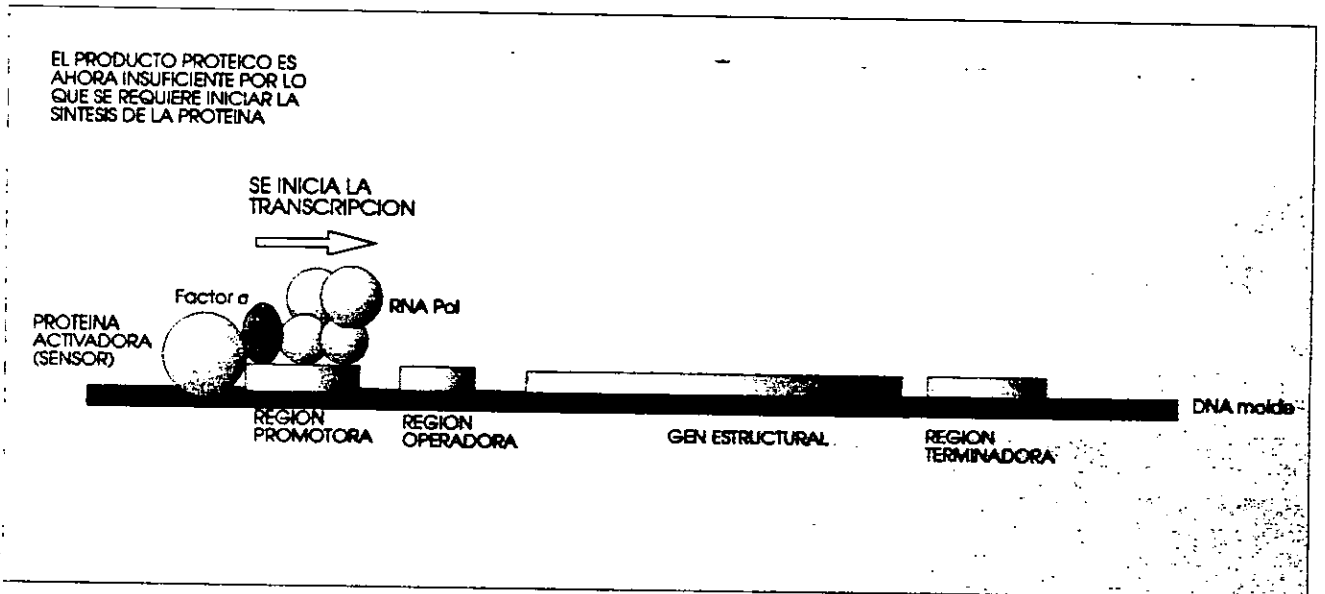 EL PRODUCTO PROTEICO ES
AHORA INSUFICIENTE POR LO
QUE SE REQUIERE INICIAR LA
SINTESIS DE LA PROTEINA
SE INICIA LA
TRANSCRIPCION
Factor σ
RNA Pol
PROTEINA
ACTIVADORA
(SENSOR)
DNA molde
REGION
PROMOTORA
REGION
OPERADORA
GEN ESTRUCTURAL
REGION
TERMINADORA